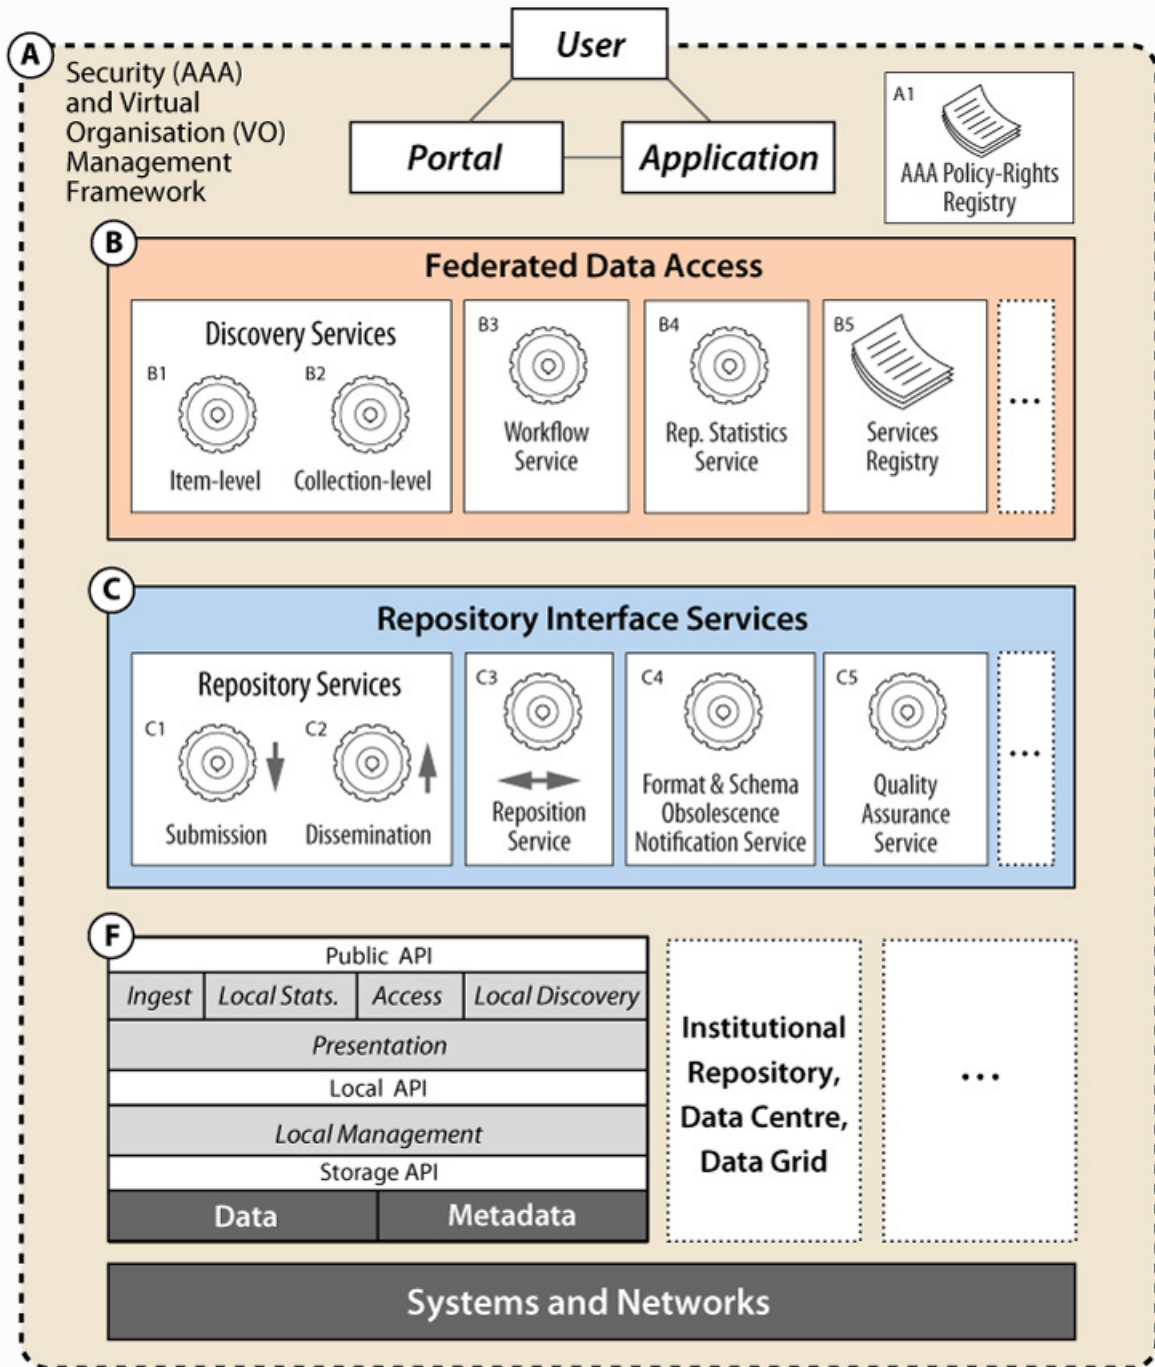 User
A
Security (AAA)
and Virtual
Organisation (VO)
Management
Framework
Portal
Application
A1
AAA Policy-Rights
Registry
B
Federated Data Access
Discovery Services
B1
Item-level
B2
Collection-level
B3
Workflow
Service
B4
Rep. Statistics
Service
B5
Services
Registry
...
C
Repository Interface Services
Repository Services
C1
Submission
C2
Dissemination
C3
Reposition
Service
C4
Format & Schema
Obsolescence
Notification Service
C5
Quality
Assurance
Service
...
F
Public API
Ingest
Local Stats.
Access
Local Discovery
Presentation
Local API
Local Management
Storage API
Data
Metadata
Institutional
Repository,
Data Centre,
Data Grid
...
Systems and Networks